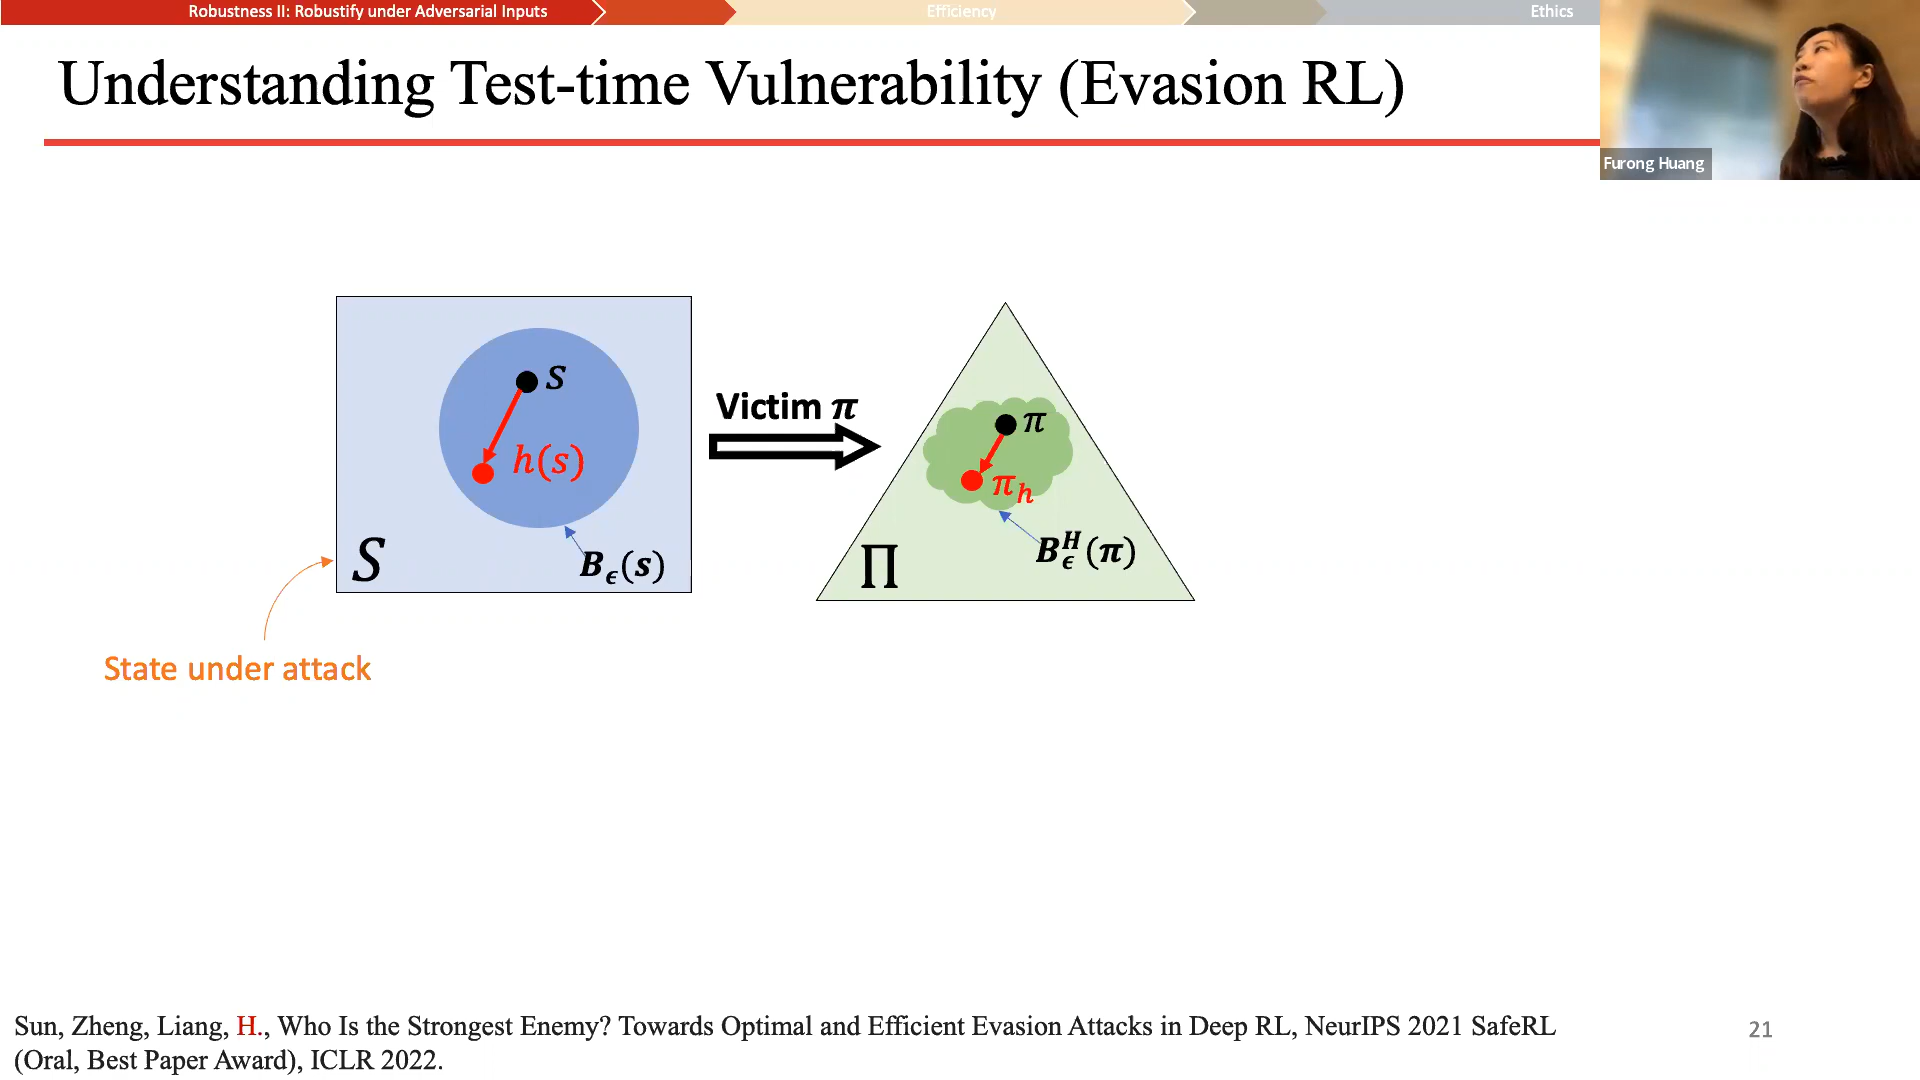 Robustness II: Robustify under Adversarial Inputs
Efficiency
Ethics
Understanding Test-time Vulnerability (Evasion RL)
Furong Huang
s
h(s)
S
B_ϵ(s)
Victim π
π
π_h
Π
B_ϵ^H(π)
State under attack
Sun, Zheng, Liang, H., Who Is the Strongest Enemy? Towards Optimal and Efficient Evasion Attacks in Deep RL, NeurIPS 2021 SafeRL
(Oral, Best Paper Award), ICLR 2022.
21